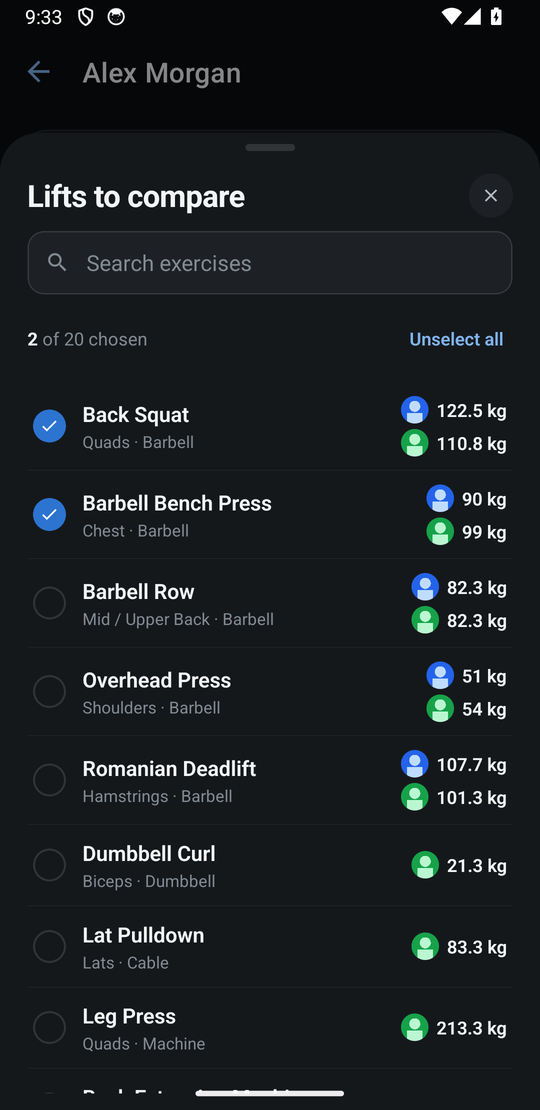 9:33
Alex Morgan
Lifts to compare
Search exercises
2 of 20 chosen
Unselect all
Back Squat
Quads · Barbell
122.5 kg
110.8 kg
Barbell Bench Press
Chest · Barbell
90 kg
99 kg
Barbell Row
Mid / Upper Back · Barbell
82.3 kg
82.3 kg
Overhead Press
Shoulders · Barbell
51 kg
54 kg
Romanian Deadlift
Hamstrings · Barbell
107.7 kg
101.3 kg
Dumbbell Curl
Biceps · Dumbbell
21.3 kg
Lat Pulldown
Lats · Cable
83.3 kg
Leg Press
Quads · Machine
213.3 kg